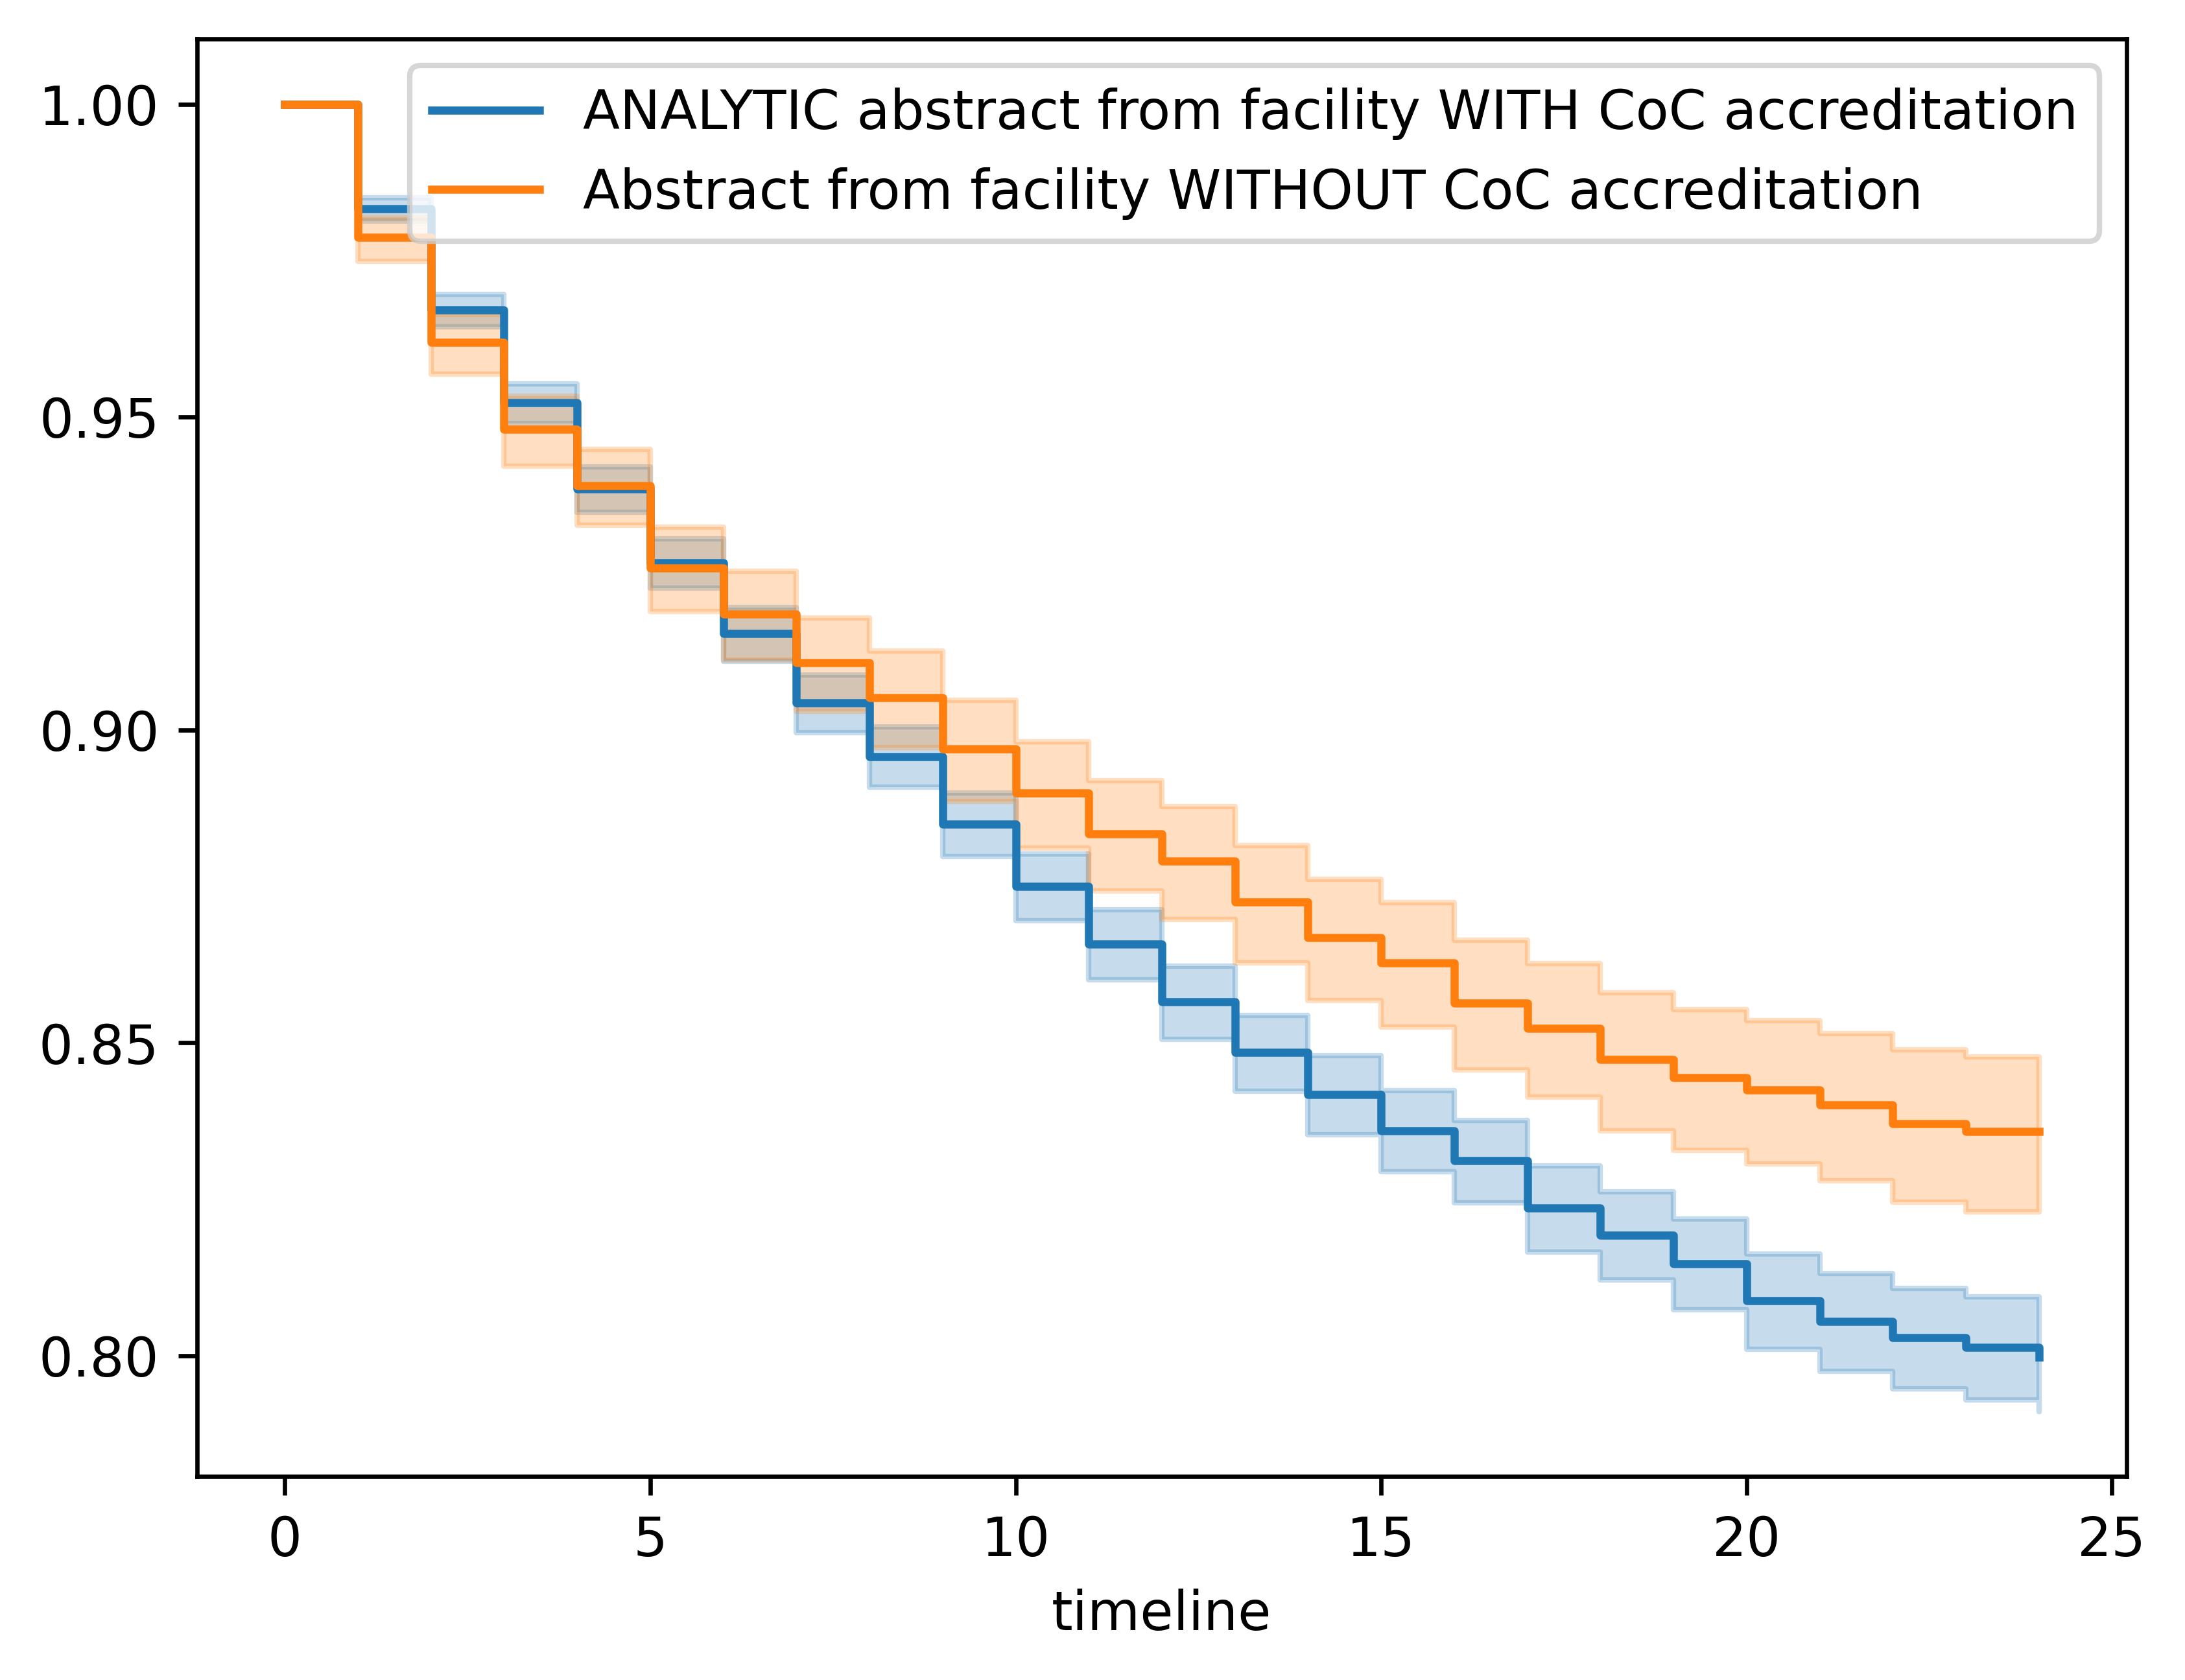 ANALYTIC abstract from facility WITH CoC accreditation
Abstract from facility WITHOUT CoC accreditation
1.00
0.95
0.90
0.85
0.80
0 5 10 15 20 25
timeline